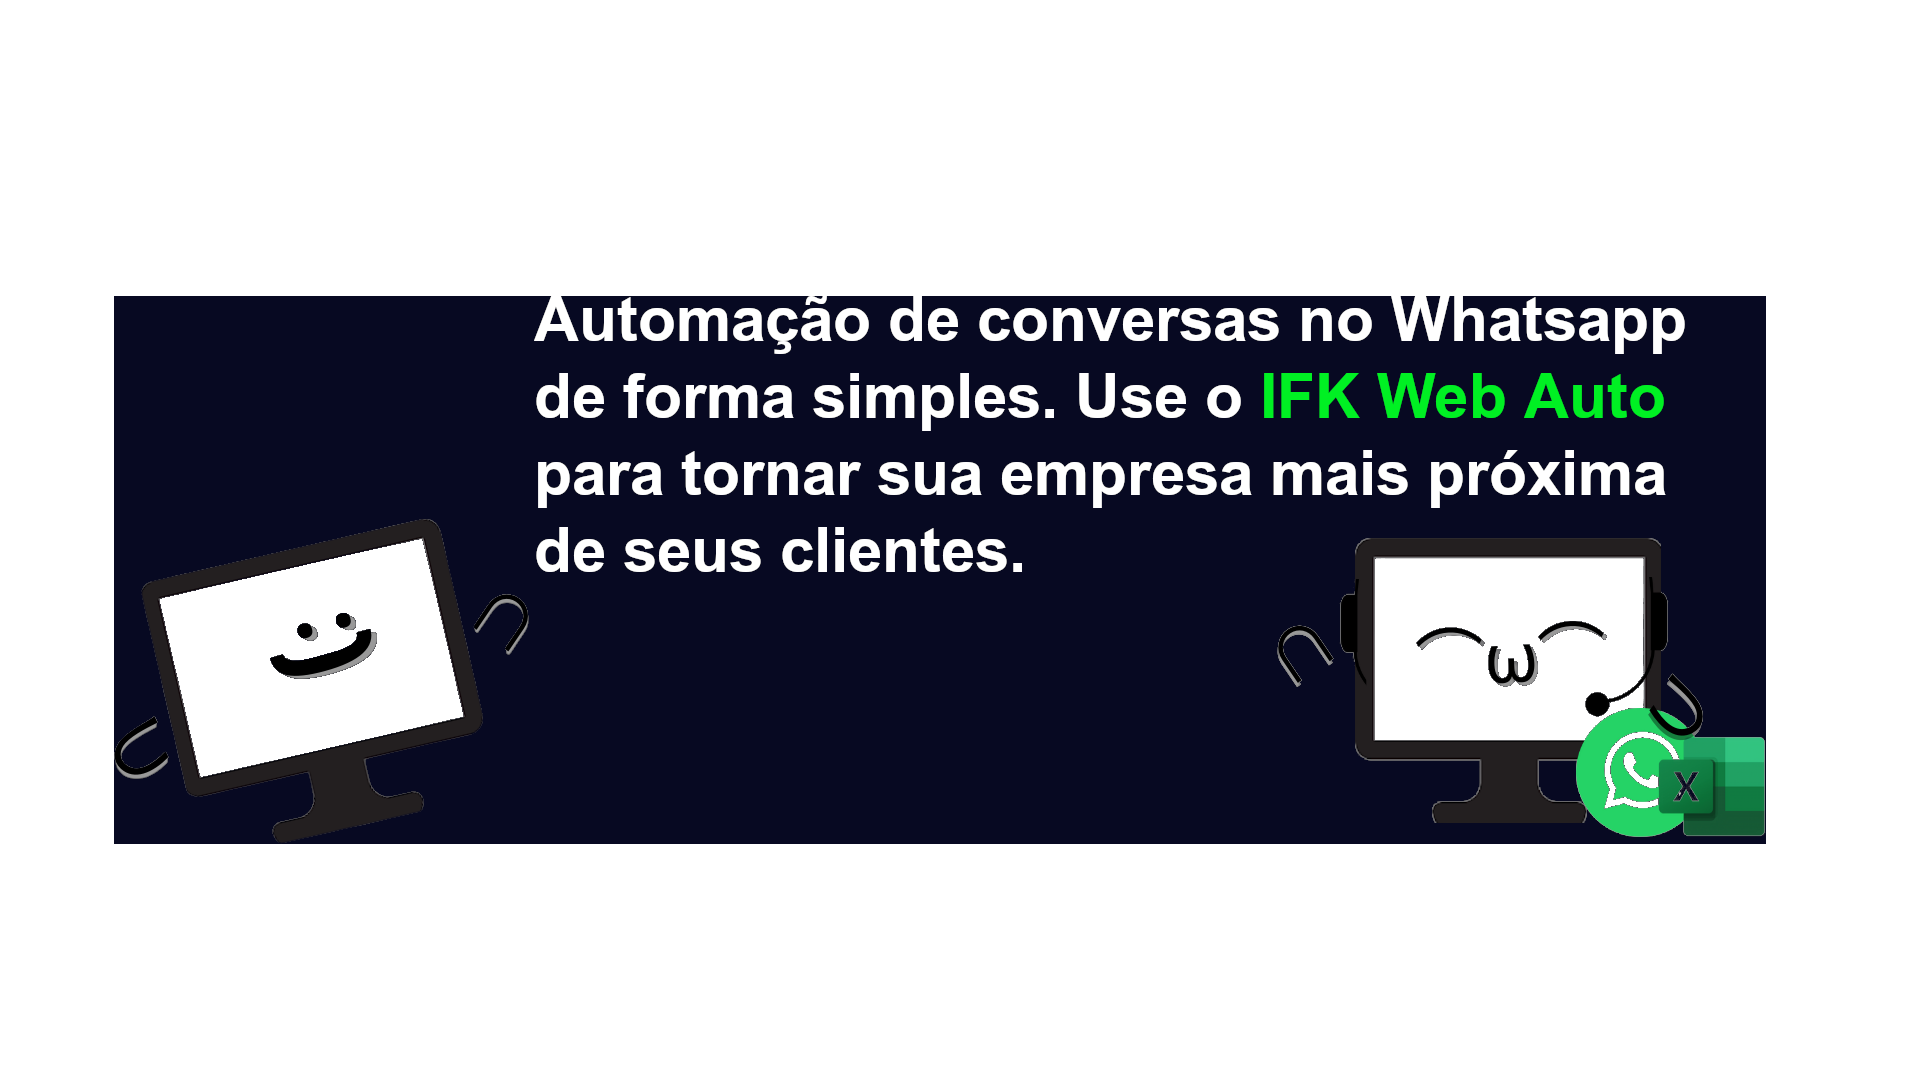 Automação de conversas no Whatsapp
de forma simples. Use o IFK Web Auto
para tornar sua empresa mais próxima
de seus clientes.
X